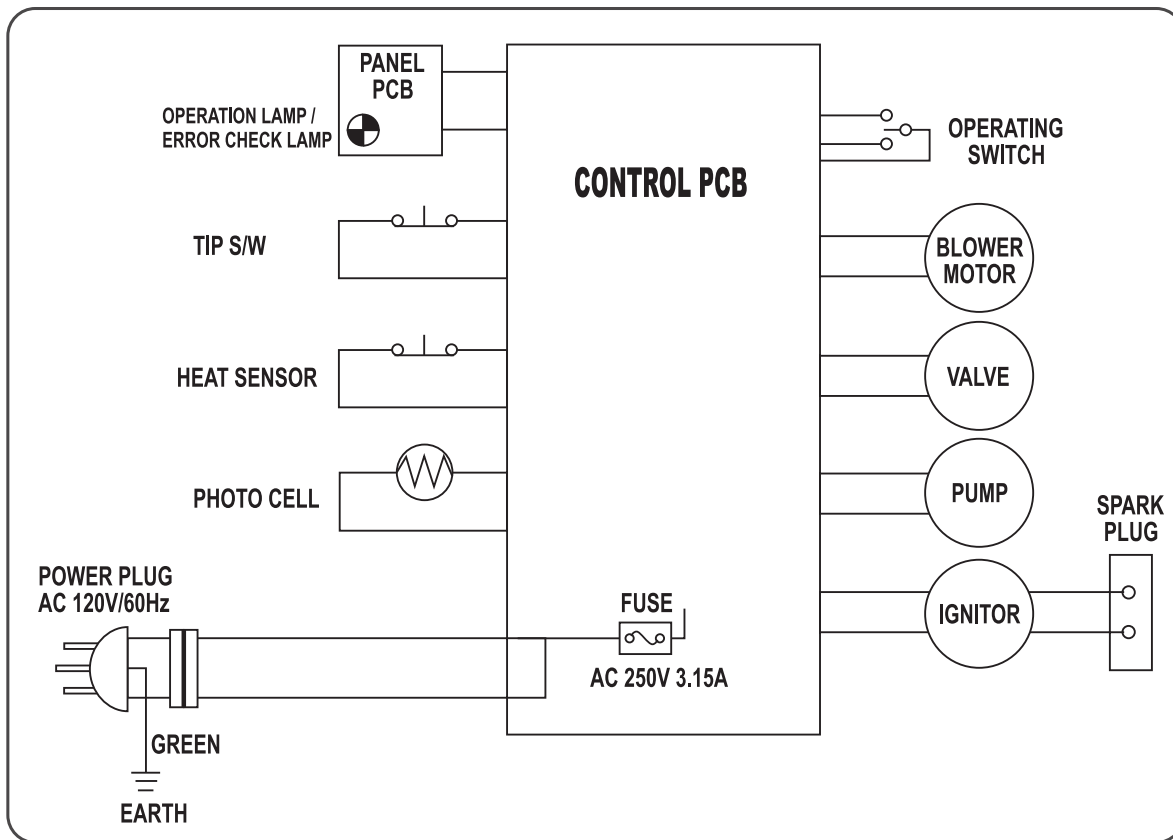 PANEL
PCB
OPERATION LAMP /
ERROR CHECK LAMP
CONTROL PCB
OPERATING
SWITCH
TIP S/W
BLOWER
MOTOR
HEAT SENSOR
VALVE
PHOTO CELL
PUMP
SPARK
PLUG
POWER PLUG
AC 120V/60Hz
FUSE
IGNITOR
AC 250V 3.15A
GREEN
EARTH